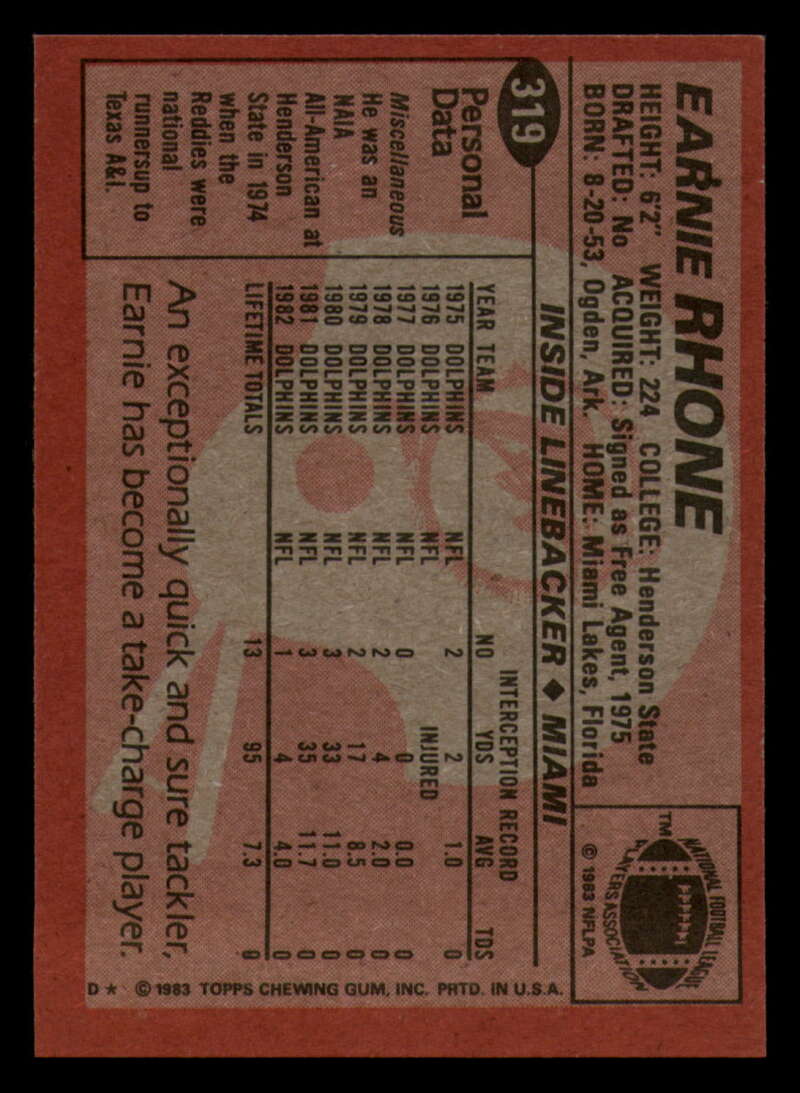 319
EARNIE RHONE
HEIGHT: 6'2" WEIGHT: 224 COLLEGE: Henderson State
DRAFTED: No ACQUIRED: Signed as Free Agent, 1975
BORN: 8-20-53, Ogden, Ark. HOME: Miami Lakes, Florida
NATIONAL FOOTBALL LEAGUE
PLAYERS ASSOCIATION
TM
© 1983 NFLPA
INSIDE LINEBACKER ♦ MIAMI
Personal
Data
Miscellaneous
He was an
NAIA
All-American at
Henderson
State in 1974
when the
Reddies were
national
runnersup to
Texas A&I.
INTERCEPTION RECORD
YEAR TEAM NO YDS AVG TDS
1975 DOLPHINS NFL 2 2 1.0 0
1976 DOLPHINS NFL INJURED
1977 DOLPHINS NFL 0 0 0.0 0
1978 DOLPHINS NFL 2 4 2.0 0
1979 DOLPHINS NFL 2 17 8.5 0
1980 DOLPHINS NFL 3 33 11.0 0
1981 DOLPHINS NFL 3 35 11.7 0
1982 DOLPHINS NFL 1 4 4.0 0
LIFETIME TOTALS 13 95 7.3 0
An exceptionally quick and sure tackler,
Earnie has become a take-charge player.
D★ © 1983 TOPPS CHEWING GUM, INC. PRTD. IN U.S.A.